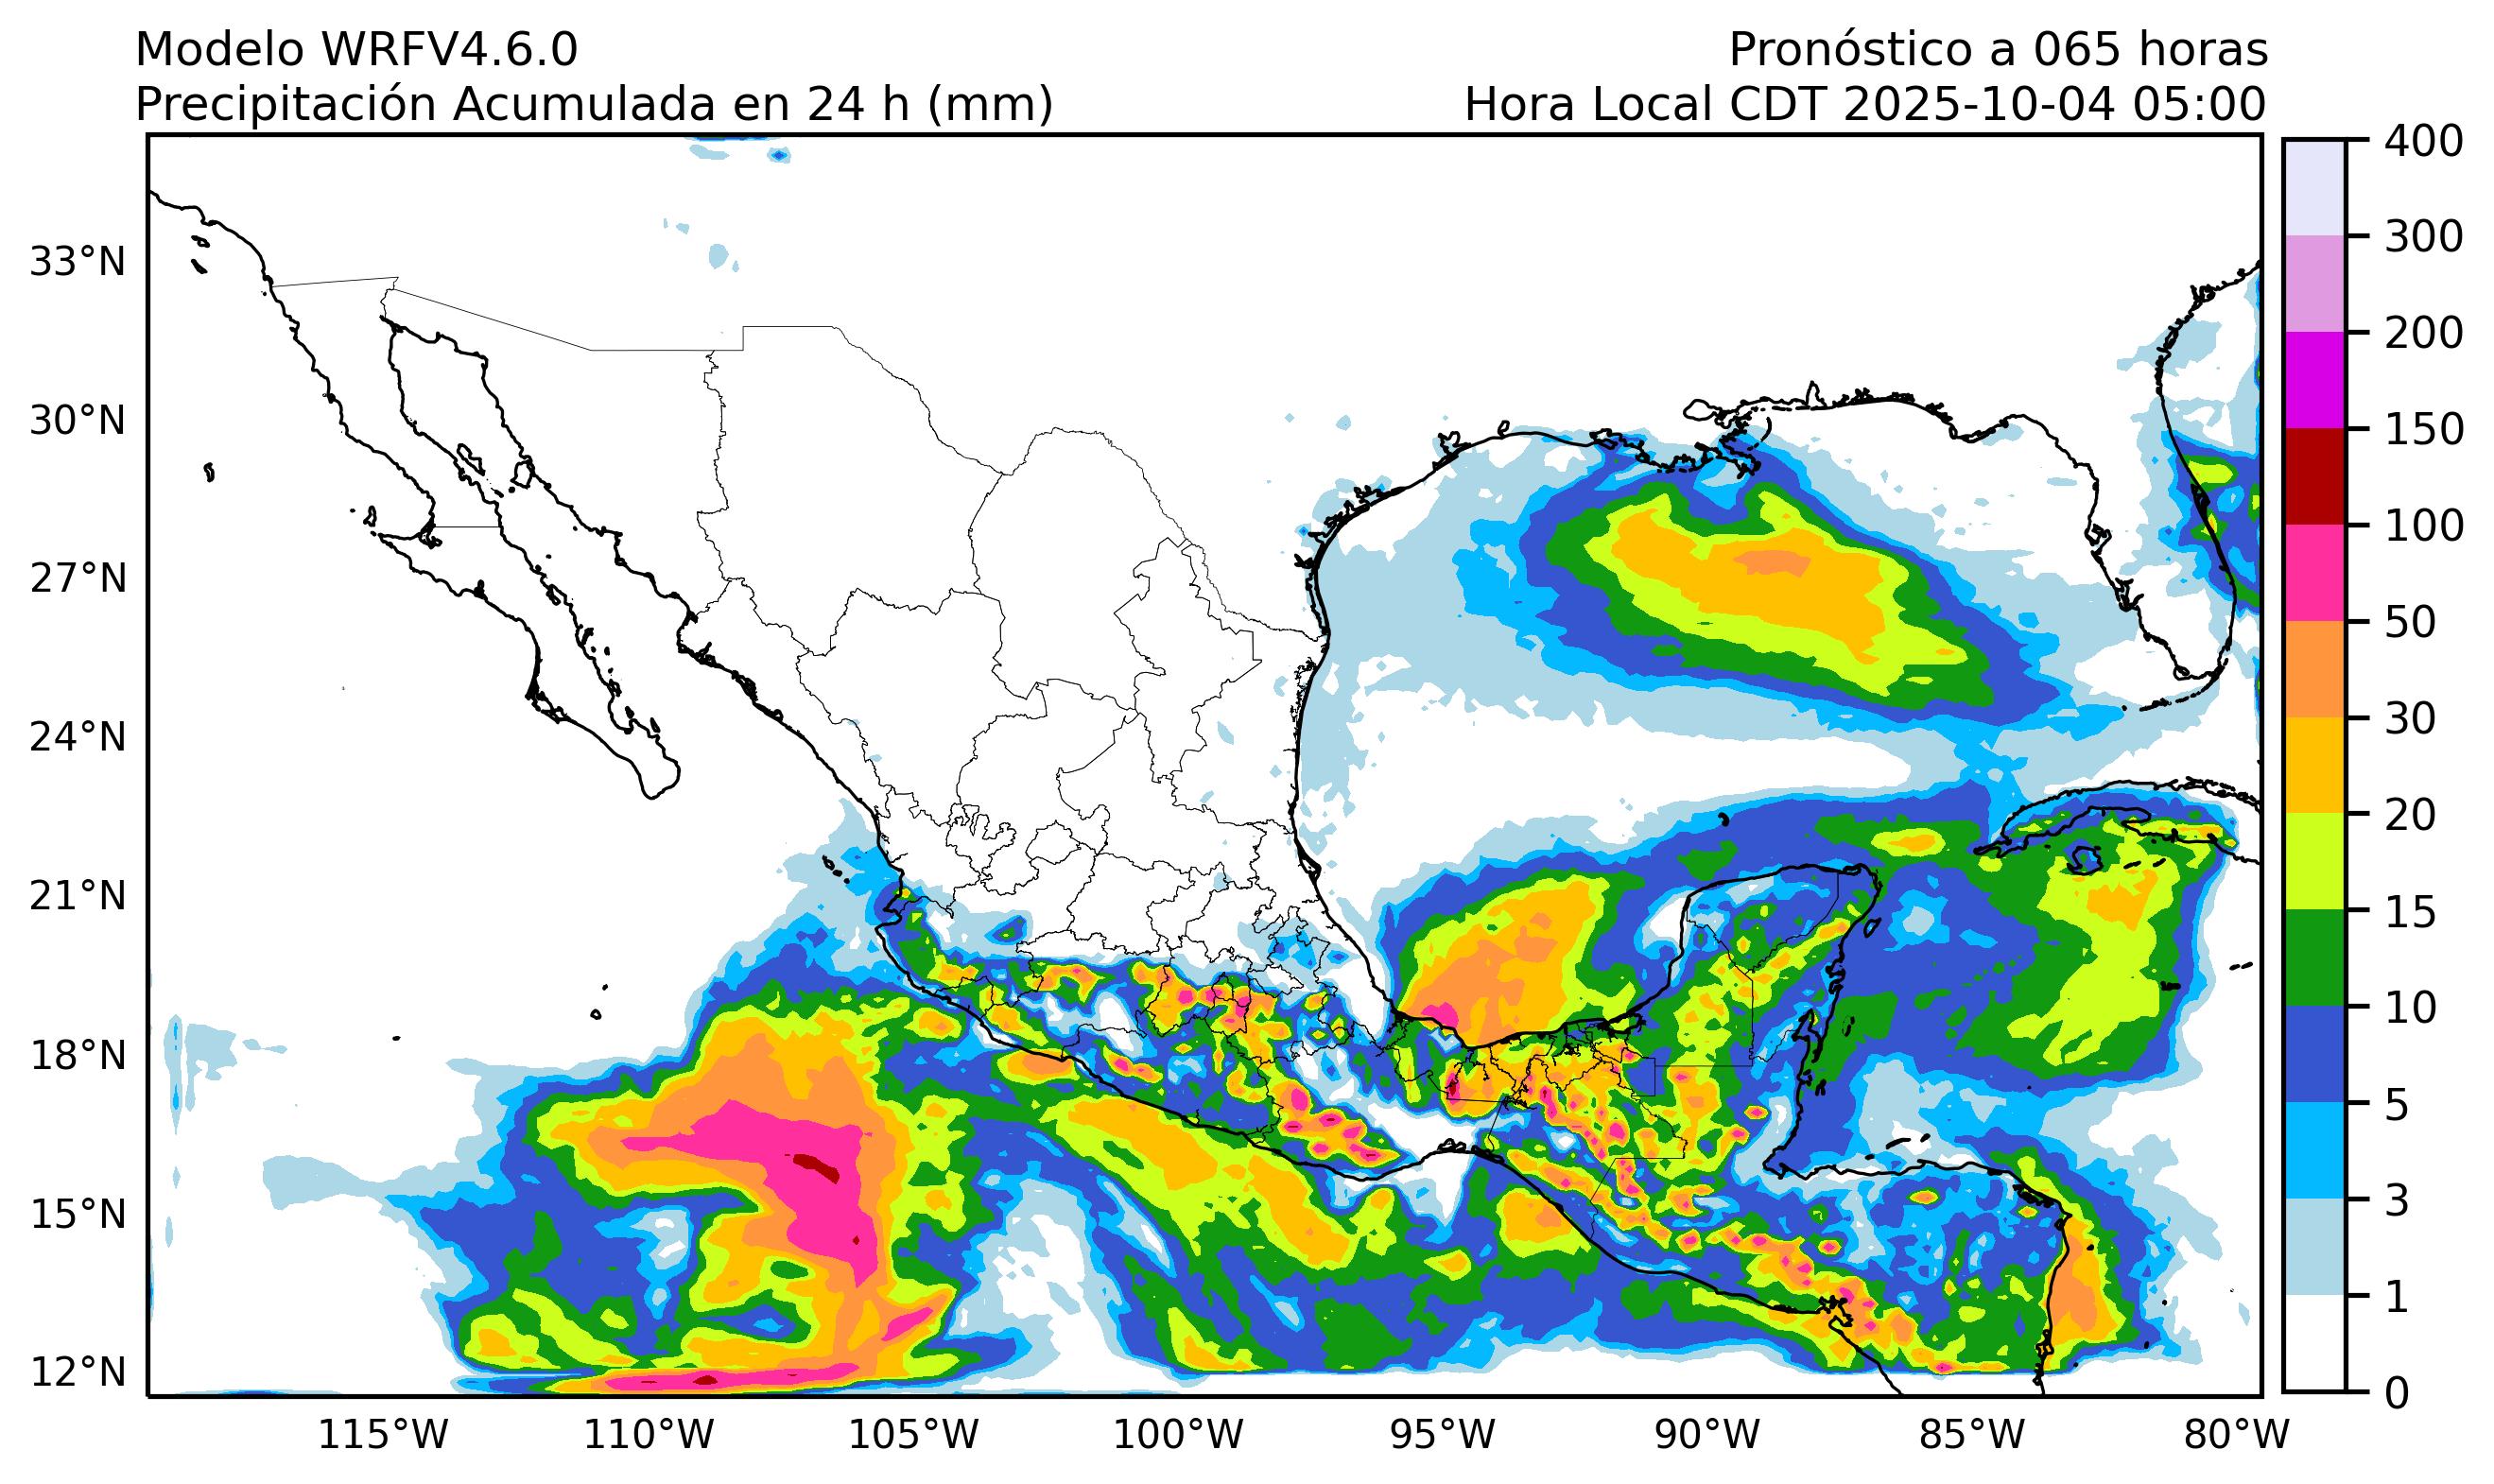 Modelo WRFV4.6.0
Pronóstico a 065 horas
Precipitación Acumulada en 24 h (mm)
Hora Local CDT 2025-10-04 05:00
33°N
30°N
27°N
24°N
21°N
18°N
15°N
12°N
115°W
110°W
105°W
100°W
95°W
90°W
85°W
80°W
400
300
200
150
100
50
30
20
15
10
5
3
1
0